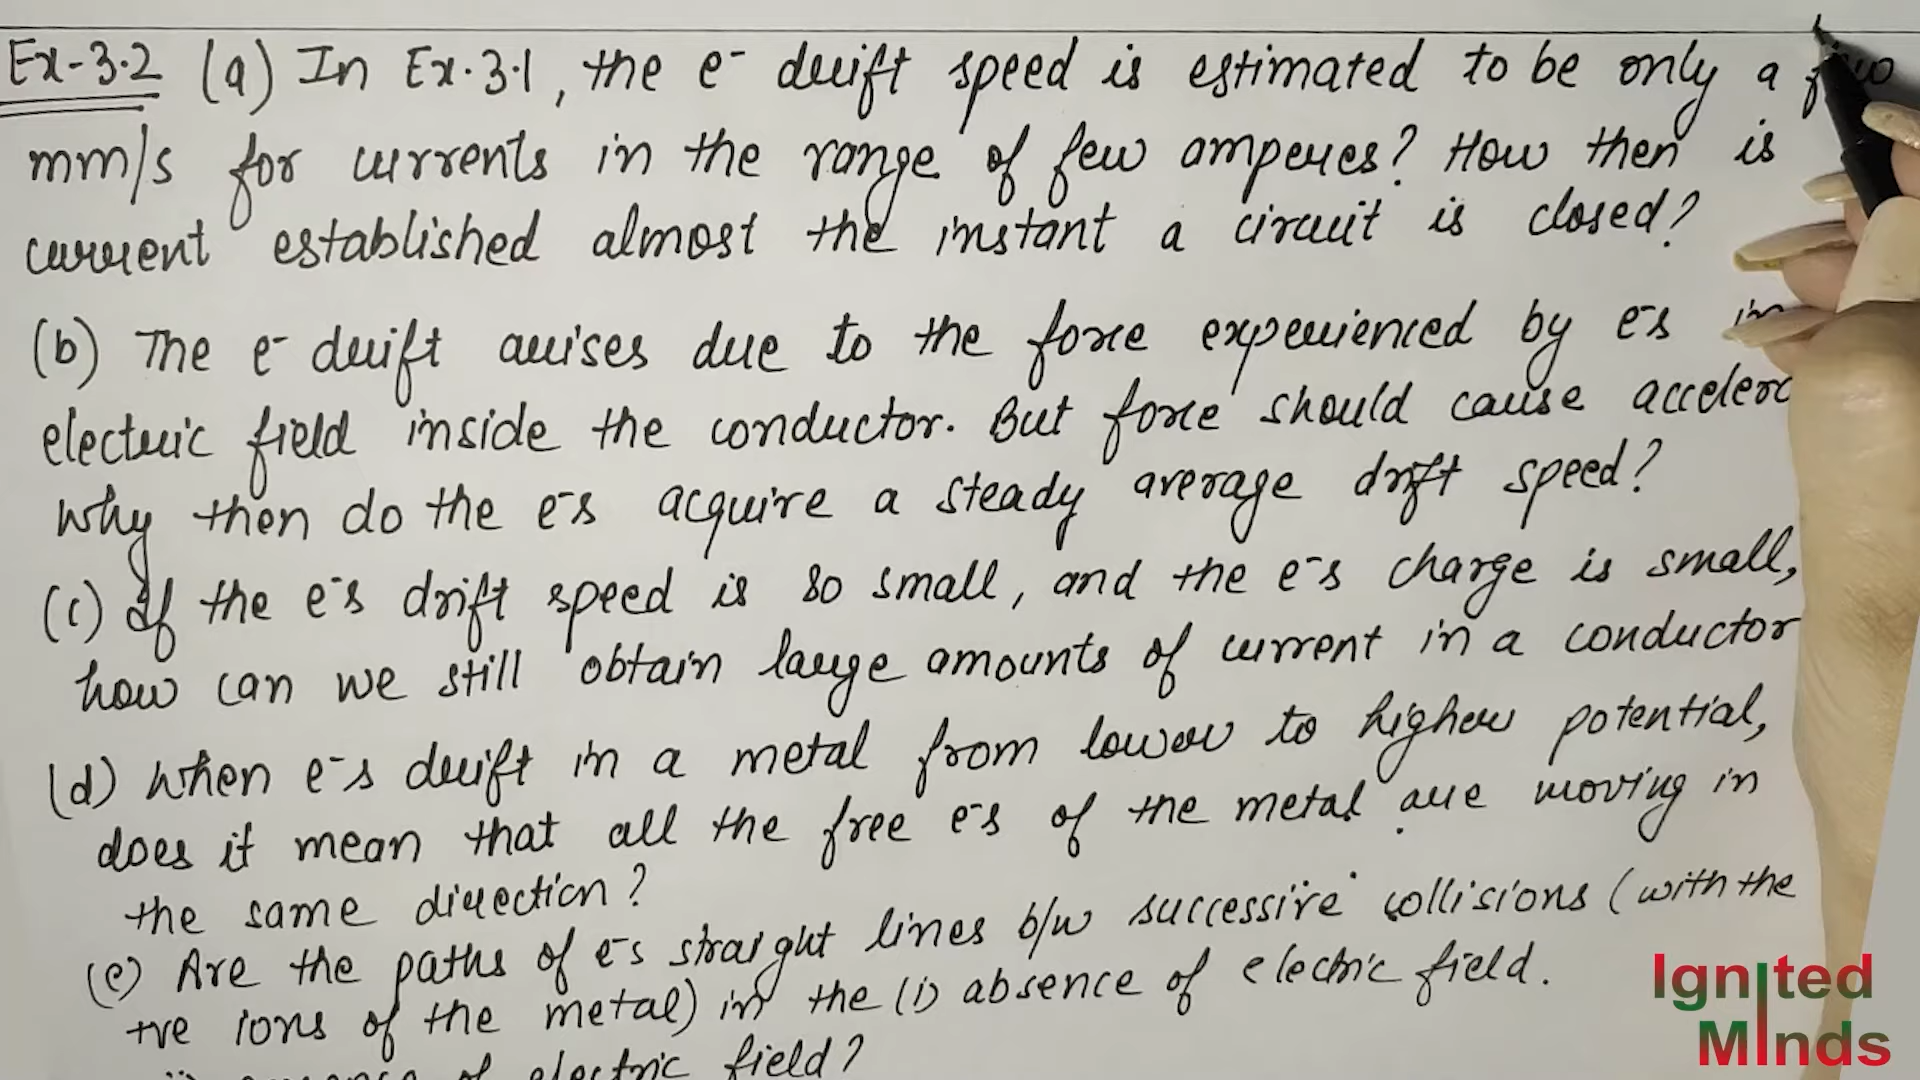 Ex-3.2 (a) In Ex.3.1, the e⁻ drift speed is estimated to be only a few
mm/s for currents in the range of few amperes? How then is
current established almost the instant a circuit is closed?
(b) The e⁻ drift arises due to the force experienced by e⁻s in
electric field inside the conductor. But force should cause accelera
Why then do the e⁻s acquire a steady average drift speed?
(c) If the e⁻s drift speed is so small, and the e⁻s charge is small,
how can we still obtain large amounts of current in a conductor
(d) When e⁻s drift in a metal from lower to higher potential,
does it mean that all the free e⁻s of the metal are moving in
the same direction?
(e) Are the paths of e⁻s straight lines b/w successive collisions (with the
+ve ions of the metal) in the (i) absence of electric field.
of electric field?
Ignited
Minds